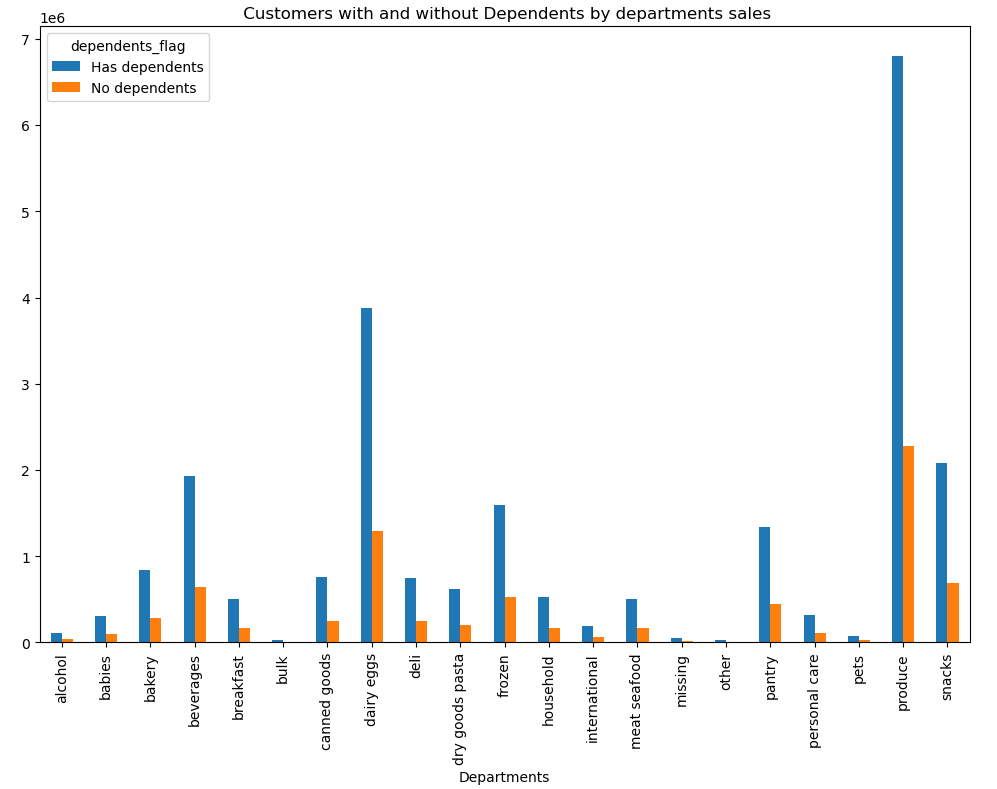 Customers with and without Dependents by departments sales
1e6
7
6
5
4
3
2
1
0
dependents_flag
Has dependents
No dependents
alcohol
babies
bakery
beverages
breakfast
bulk
canned goods
dairy eggs
deli
dry goods pasta
frozen
household
international
meat seafood
missing
other
pantry
personal care
pets
produce
snacks
Departments